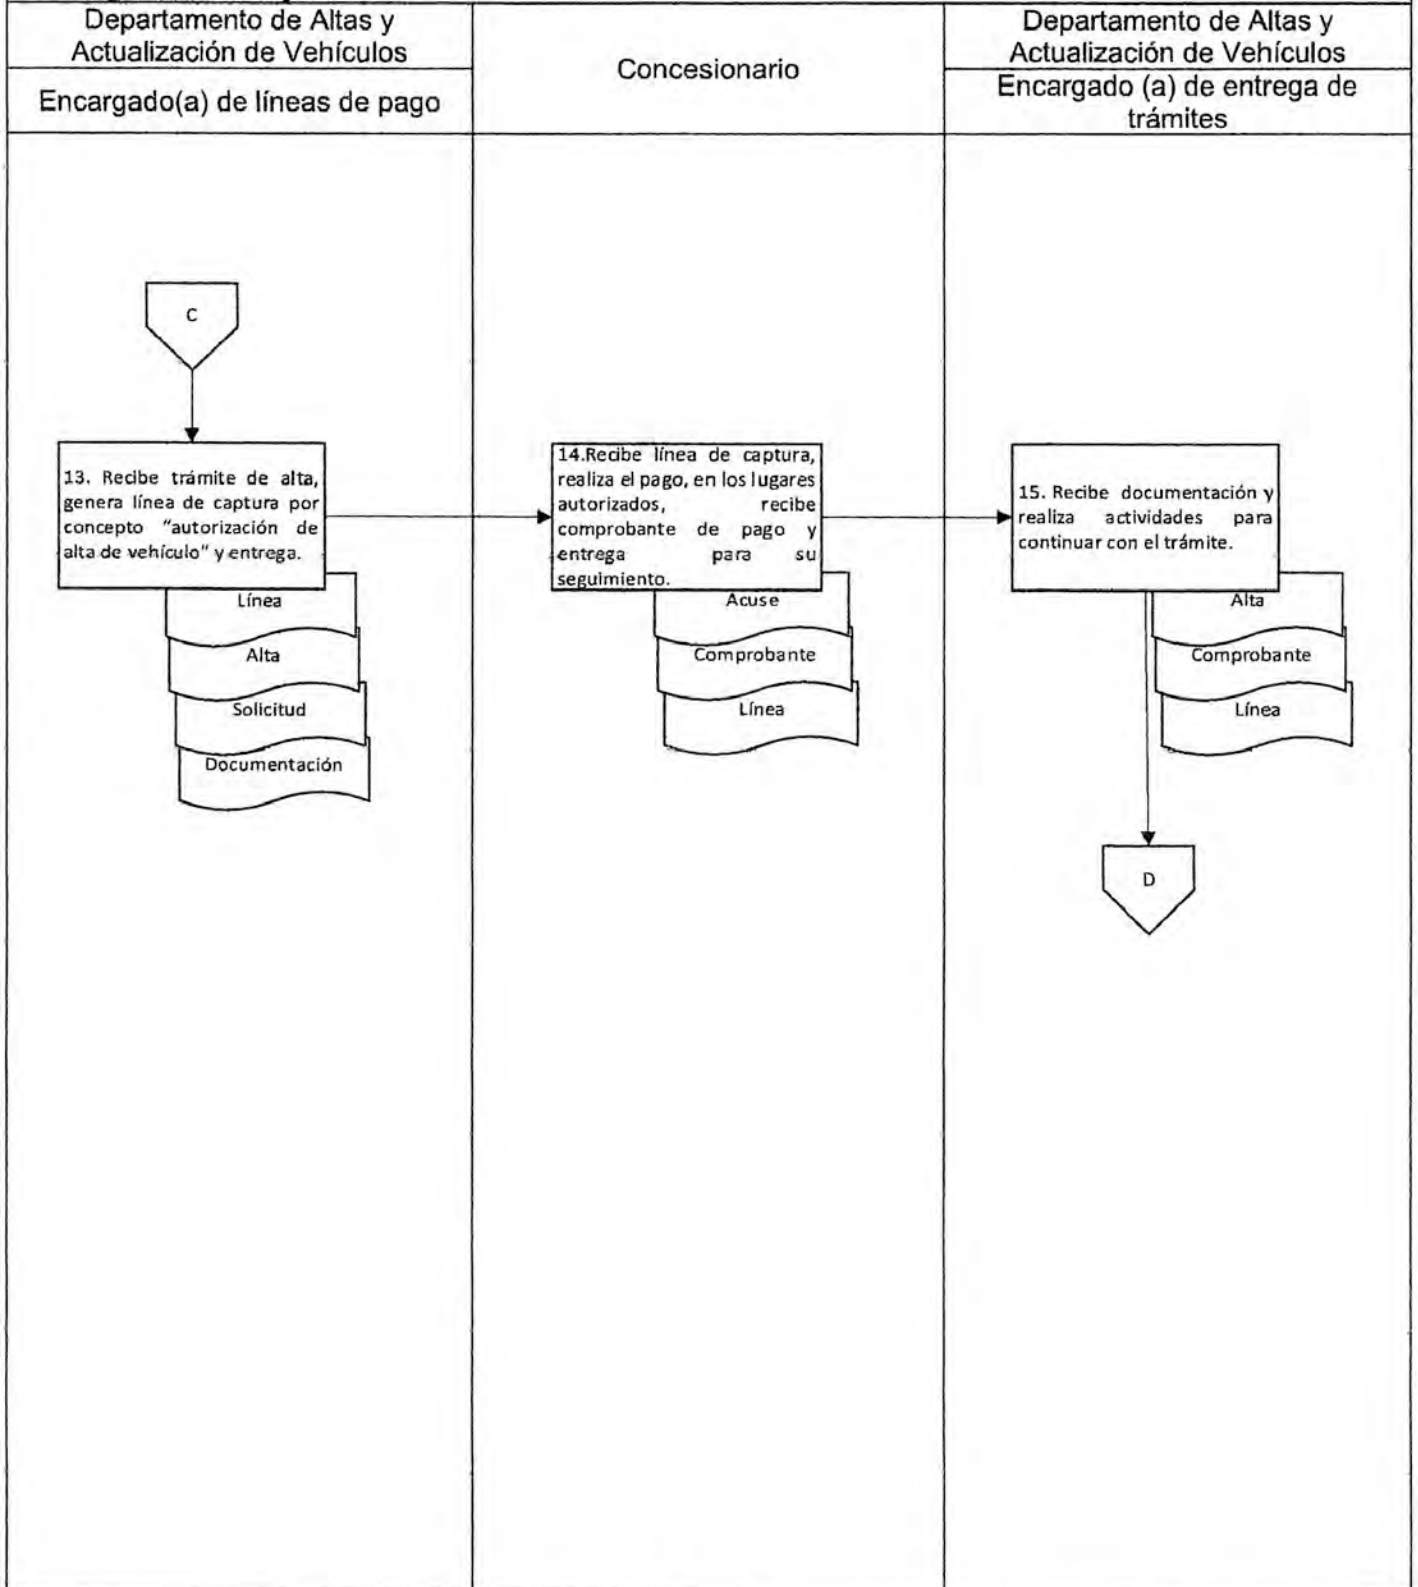 Departamento de Altas y
Actualización de Vehículos
Encargado(a) de líneas de pago
Concesionario
Departamento de Altas y
Actualización de Vehículos
Encargado (a) de entrega de
trámites
C
13. Recibe trámite de alta,
genera línea de captura por
concepto “autorización de
alta de vehículo” y entrega.
Línea
Alta
Solicitud
Documentación
14.Recibe línea de captura,
realiza el pago, en los lugares
autorizados, recibe
comprobante de pago y
entrega para su
seguimiento.
Acuse
Comprobante
Línea
15. Recibe documentación y
realiza actividades para
continuar con el trámite.
Alta
Comprobante
Línea
D